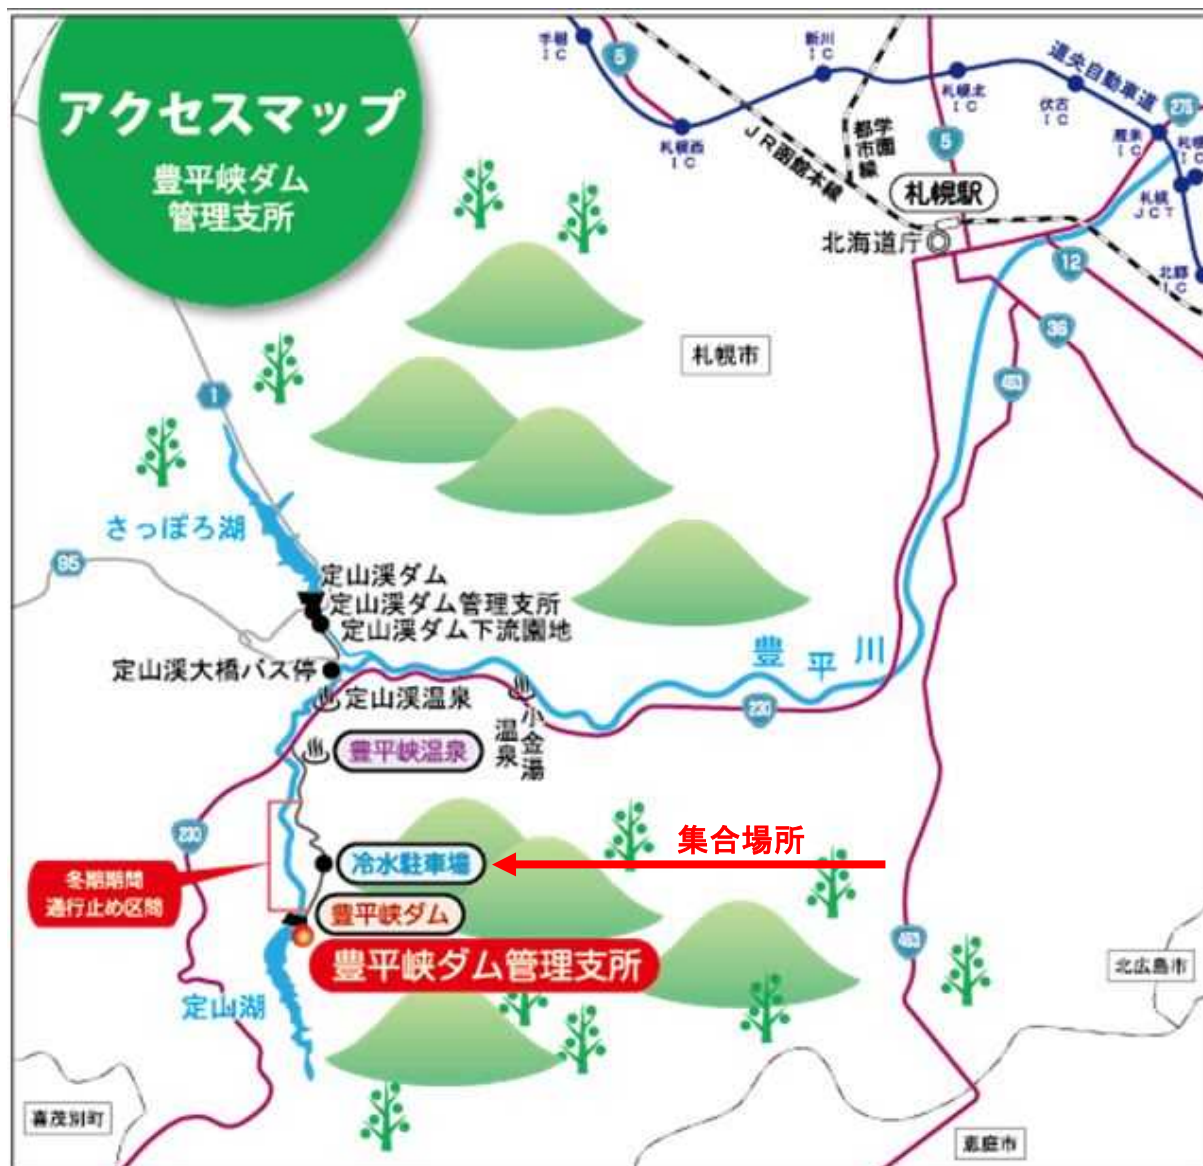 アクセスマップ
豊平峡ダム
管理支所
手稲
IC
5
新川
IC
札幌西
IC
札幌北
IC
道央自動車道
伏古
IC
雁来
IC
札幌
JCT
北郷
IC
JR函館本線
学園
都市線
5
札幌駅
北海道庁
12
36
453
札幌市
1
さっぽろ湖
95
定山渓ダム
定山渓ダム管理支所
定山渓ダム下流園地
定山渓大橋バス停
定山渓温泉
小金湯
温泉
豊平川
230
豊平峡温泉
230
冬期期間
通行止め区間
冷水駐車場
集合場所
豊平峡ダム
豊平峡ダム管理支所
定山湖
453
北広島市
喜茂別町
恵庭市